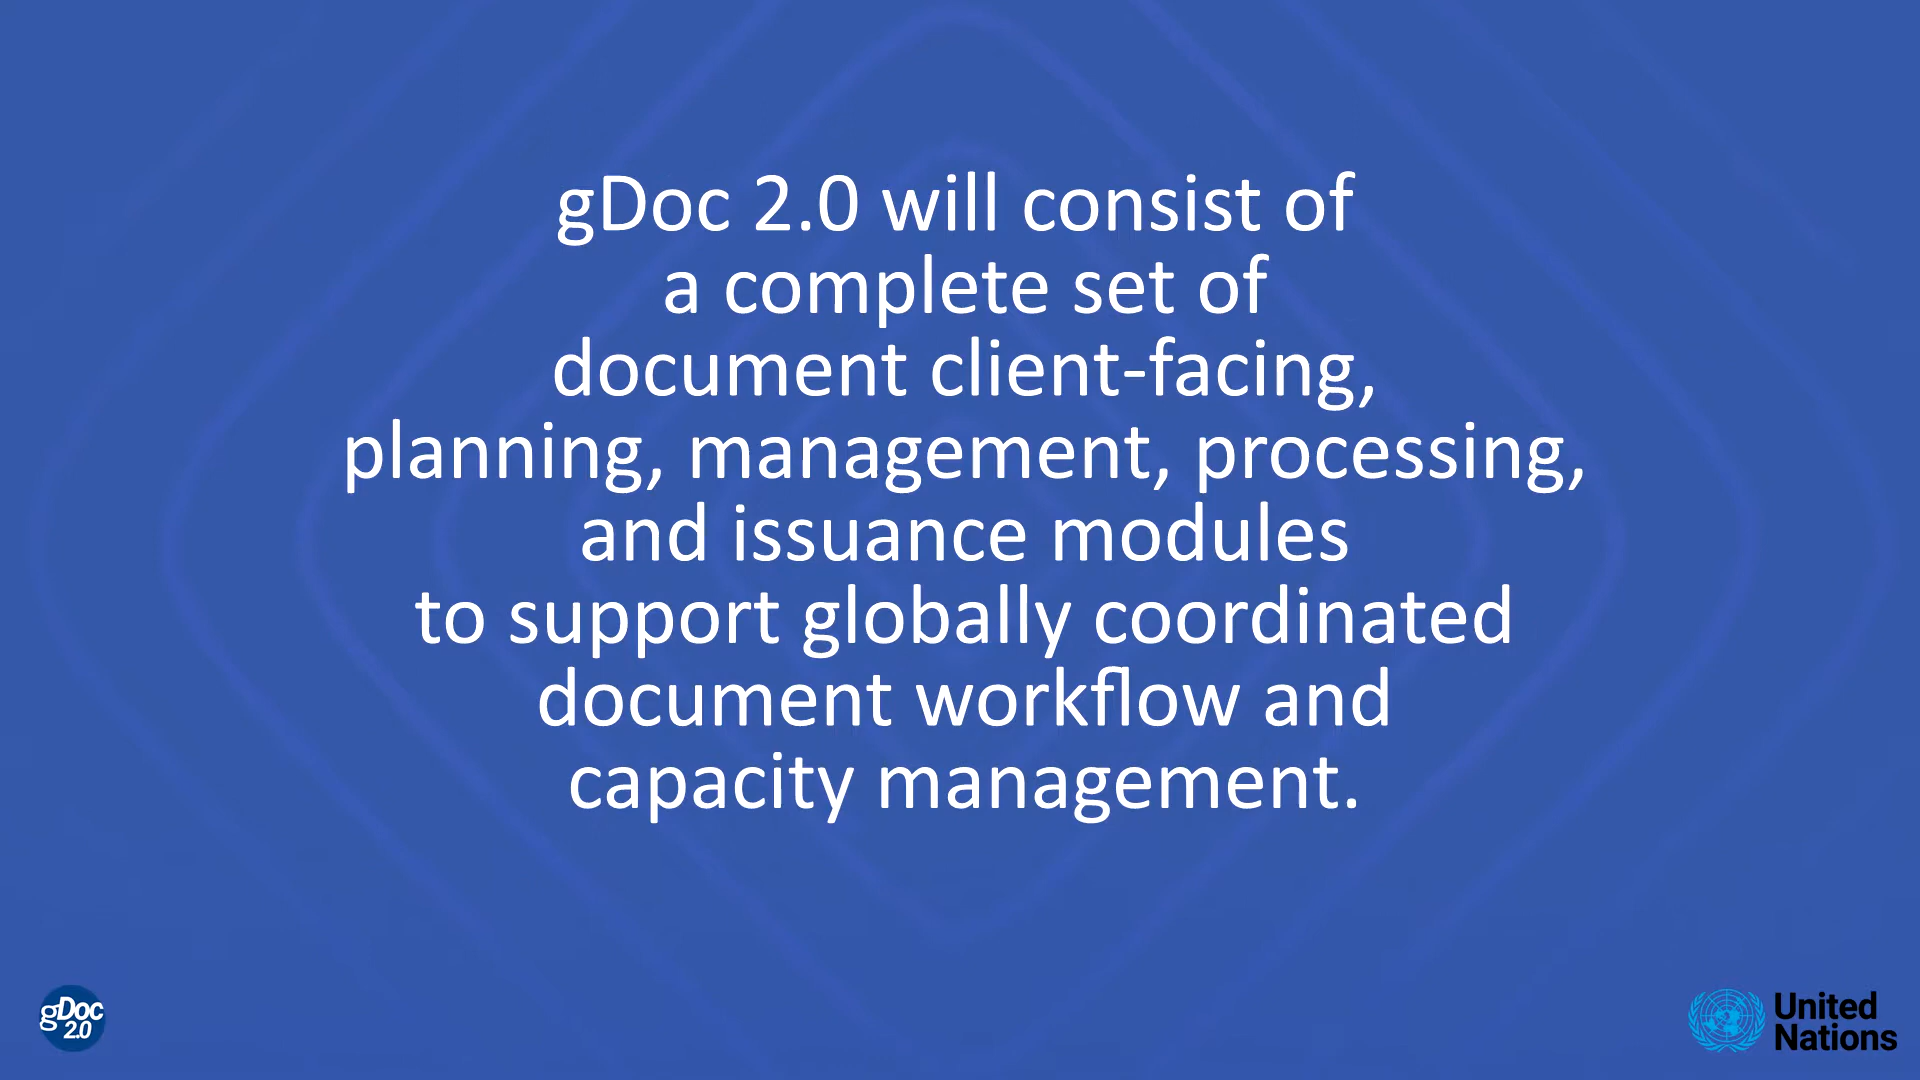 gDoc 2.0 will consist of
a complete set of
document client-facing,
planning, management, processing,
and issuance modules
to support globally coordinated
document workflow and
capacity management.
gDoc
2.0
United
Nations